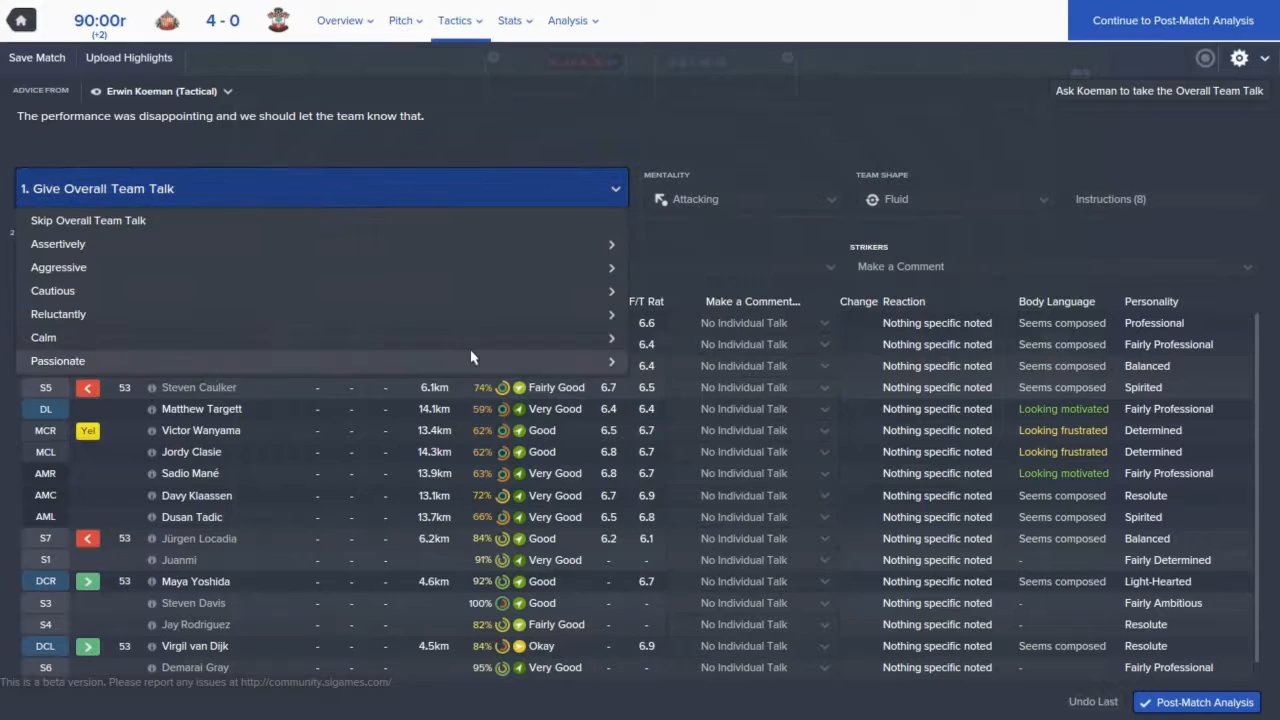 90:00r
(+2)
4 - 0
Overview Pitch Tactics Stats Analysis
Continue to Post-Match Analysis
Save Match Upload Highlights
ADVICE FROM Erwin Koeman (Tactical)
Ask Koeman to take the Overall Team Talk
The performance was disappointing and we should let the team know that.
1. Give Overall Team Talk
MENTALITY
Attacking
TEAM SHAPE
Fluid
Instructions (8)
Skip Overall Team Talk
Assertively
Aggressive
Cautious
Reluctantly
Calm
Passionate
2
STRIKERS
Make a Comment
F/T Rat Make a Comment... Change Reaction Body Language Personality
6.6 No Individual Talk Nothing specific noted Seems composed Professional
6.4 No Individual Talk Nothing specific noted Seems composed Fairly Professional
6.4 No Individual Talk Nothing specific noted Seems composed Balanced
S5 53 Steven Caulker - - - 6.1km 74% Fairly Good 6.7 6.5 No Individual Talk Nothing specific noted Seems composed Spirited
DL Matthew Targett - - - 14.1km 59% Very Good 6.4 6.4 No Individual Talk Nothing specific noted Looking motivated Fairly Professional
MCR Yel Victor Wanyama - - - 13.4km 62% Good 6.5 6.7 No Individual Talk Nothing specific noted Looking frustrated Determined
MCL Jordy Clasie - - - 14.3km 62% Good 6.8 6.7 No Individual Talk Nothing specific noted Looking frustrated Determined
AMR Sadio Mané - - - 13.9km 63% Very Good 6.8 6.7 No Individual Talk Nothing specific noted Looking motivated Fairly Professional
AMC Davy Klaassen - - - 13.1km 72% Very Good 6.7 6.9 No Individual Talk Nothing specific noted Seems composed Resolute
AML Dusan Tadic - - - 13.7km 66% Very Good 6.5 6.8 No Individual Talk Nothing specific noted Seems composed Spirited
S7 53 Jürgen Locadia - - - 6.2km 84% Good 6.2 6.1 No Individual Talk Nothing specific noted Seems composed Balanced
S1 Juanmi - - - 91% Very Good - - No Individual Talk Nothing specific noted - Fairly Determined
DCR 53 Maya Yoshida - - - 4.6km 92% Good - 6.7 No Individual Talk Nothing specific noted Seems composed Light-Hearted
S3 Steven Davis - - - 100% Good - - No Individual Talk Nothing specific noted - Fairly Ambitious
S4 Jay Rodriguez - - - 82% Fairly Good - - No Individual Talk Nothing specific noted - Resolute
DCL 53 Virgil van Dijk - - - 4.5km 84% Okay - 6.9 No Individual Talk Nothing specific noted Seems composed Resolute
S6 Demarai Gray - - - 95% Very Good - - No Individual Talk Nothing specific noted - Fairly Professional
This is a beta version. Please report any issues at http://community.sigames.com/
Undo Last Post-Match Analysis